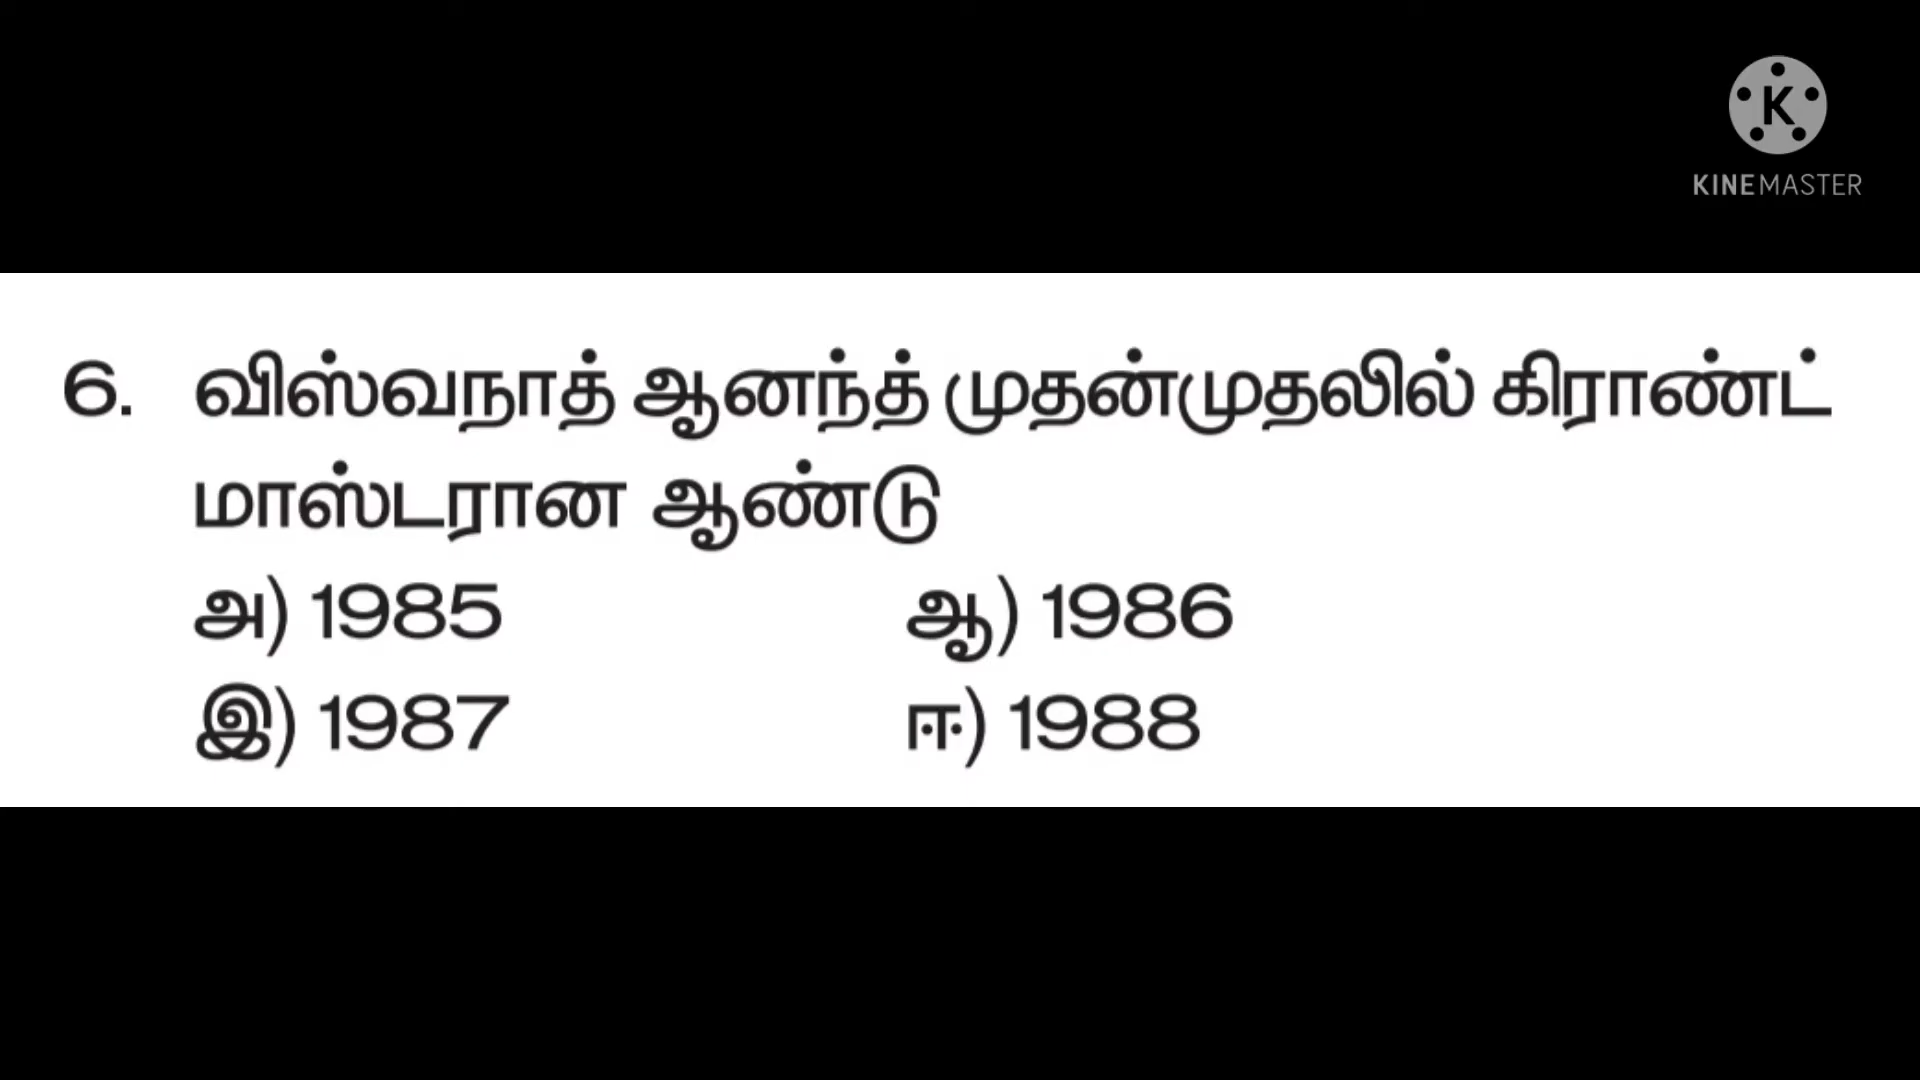 K
KINEMASTER
6. விஸ்வநாத் ஆனந்த் முதன்முதலில் கிராண்ட்
மாஸ்டரான ஆண்டு
அ) 1985 ஆ) 1986
இ) 1987 ஈ) 1988